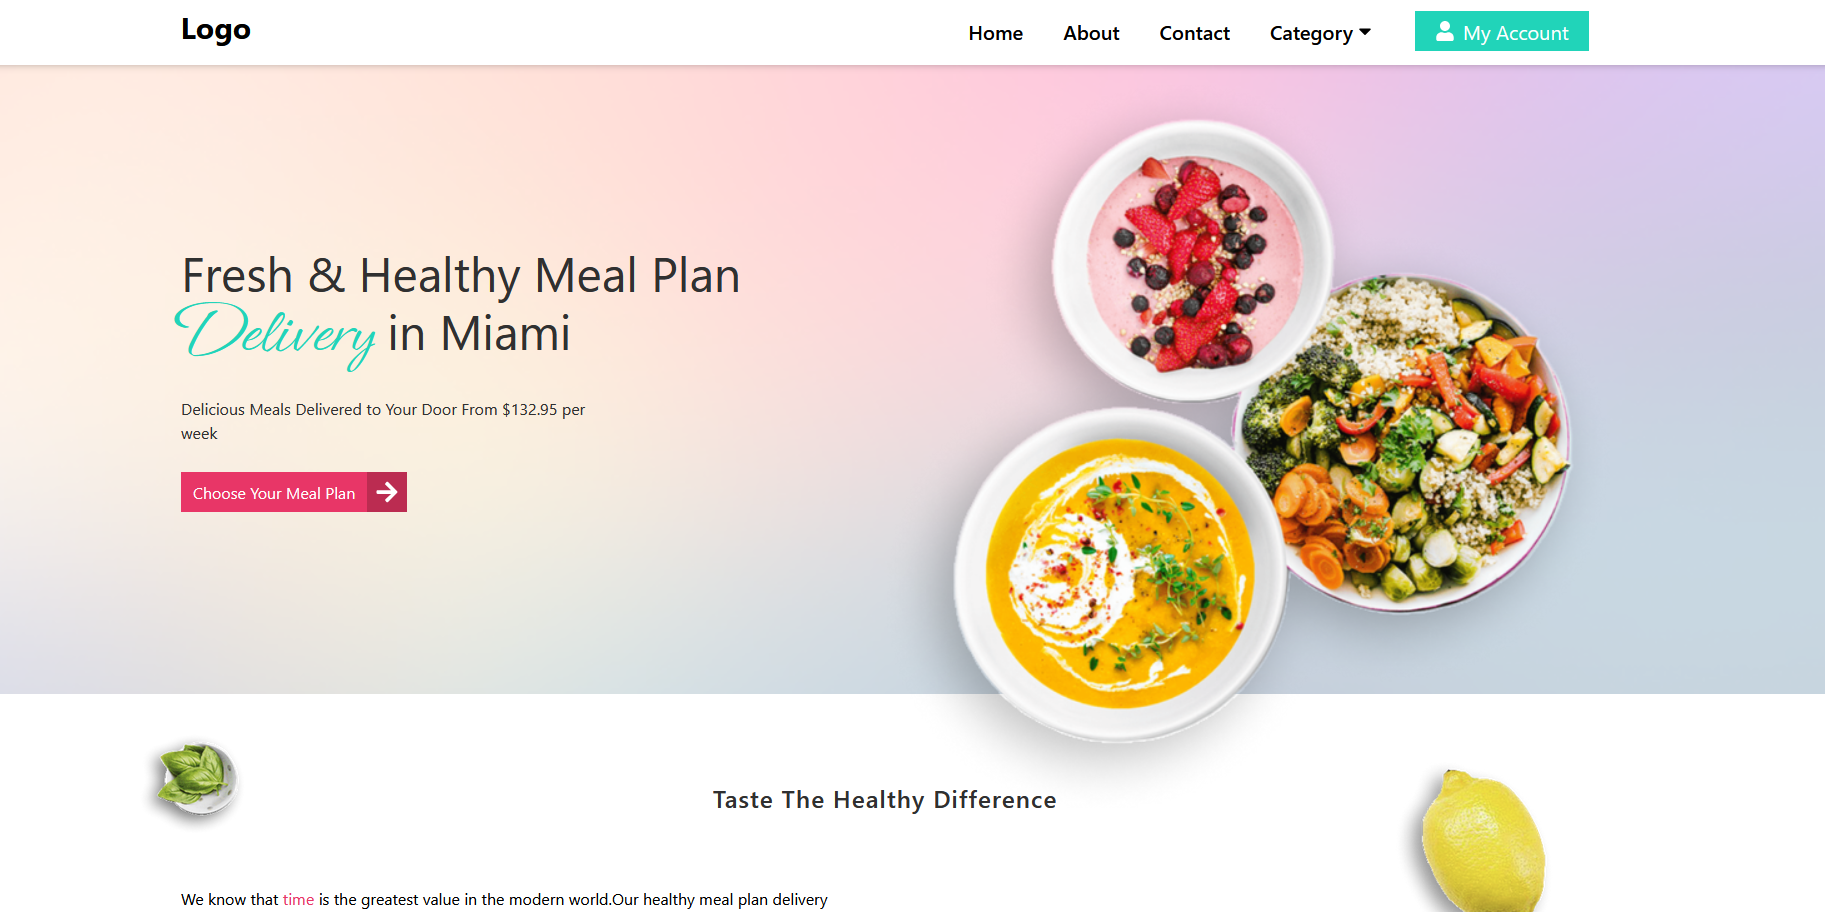 Logo
Home About Contact Category My Account
Fresh & Healthy Meal Plan
Delivery in Miami
Delicious Meals Delivered to Your Door From $132.95 per
week
Choose Your Meal Plan
Taste The Healthy Difference
We know that time is the greatest value in the modern world.Our healthy meal plan delivery